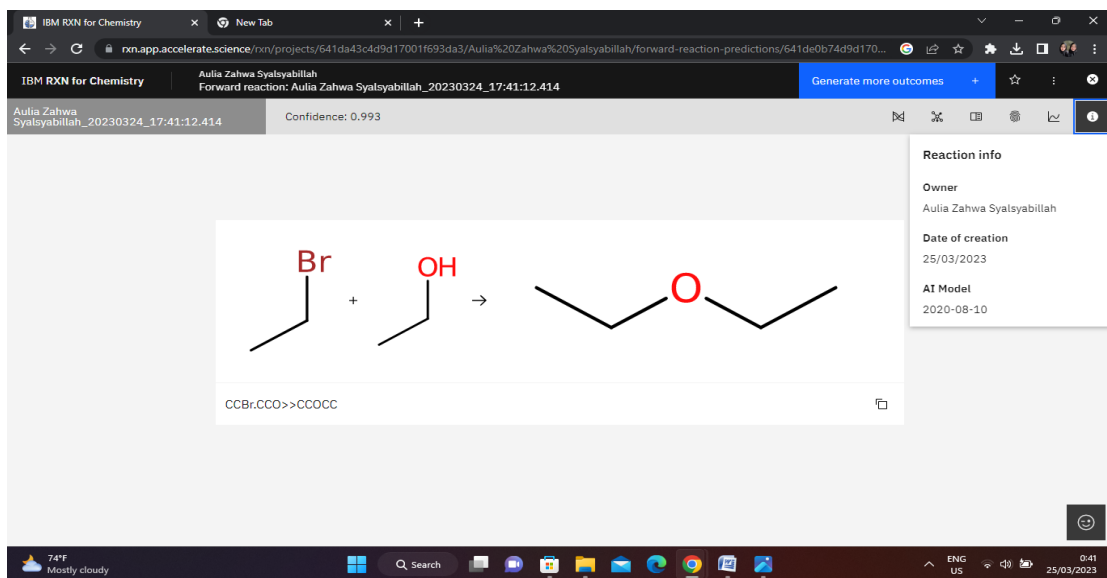 IBM RXN for Chemistry
New Tab
rxn.app.accelerate.science/rxn/projects/641da43c4d9d17001f693da3/Aulia%20Zahwa%20Syalsyabillah/forward-reaction-predictions/641de0b74d9d170...
IBM RXN for Chemistry
Aulia Zahwa Syalsyabillah
Forward reaction: Aulia Zahwa Syalsyabillah_20230324_17:41:12.414
Generate more outcomes +
Aulia Zahwa
Syalsyabillah_20230324_17:41:12.414
Confidence: 0.993
Reaction info
Owner
Aulia Zahwa Syalsyabillah
Date of creation
25/03/2023
AI Model
2020-08-10
Br
+
OH
→
O
CCBr.CCO>>CCOCC
74°F
Mostly cloudy
Search
ENG
US
0:41
25/03/2023